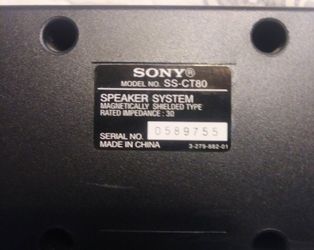 SONY®
MODEL NO. SS-CT80
SPEAKER SYSTEM
MAGNETICALLY SHIELDED TYPE
RATED IMPEDANCE : 3Ω
SERIAL NO. 0589755
MADE IN CHINA 3-279-882-01